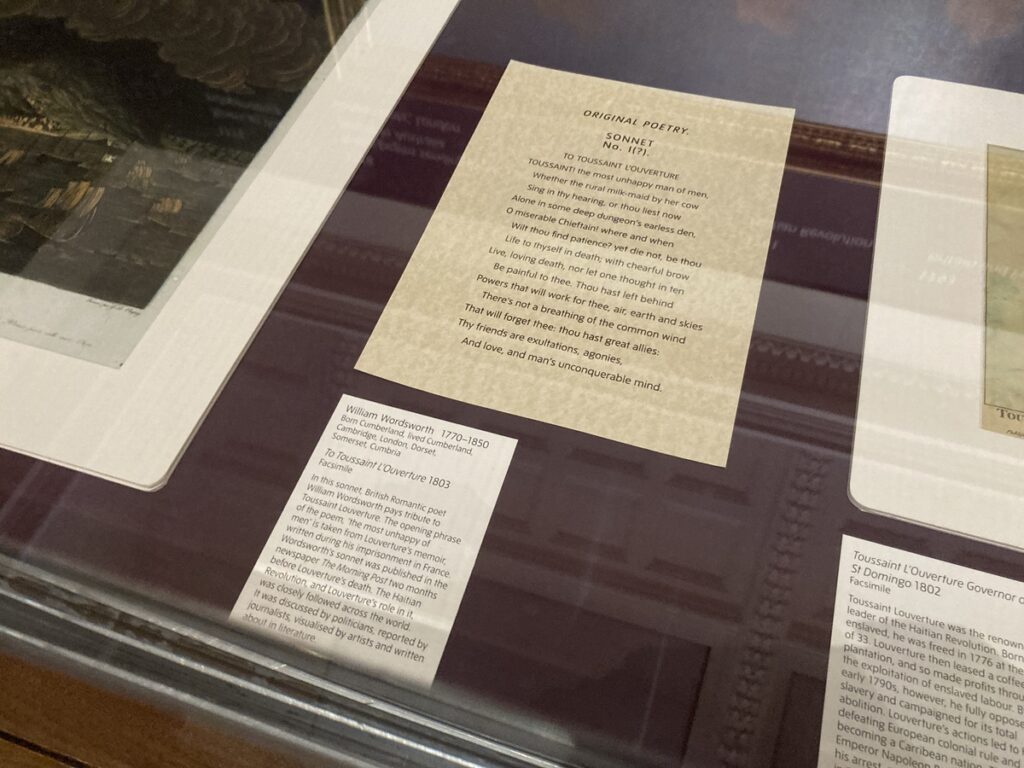 ORIGINAL POETRY.
SONNET
No. I(?).
TO TOUSSAINT L'OUVERTURE
TOUSSAINT! the most unhappy man of men,
Whether the rural milk-maid by her cow
Sing in thy hearing, or thou liest now
Alone in some deep dungeon's earless den,
O miserable Chieftain! where and when
Wilt thou find patience? yet die not, be thou
Life to thyself in death; with chearful brow
Live, loving death, nor let one thought in ten
Be painful to thee. Thou hast left behind
Powers that will work for thee, air, earth and skies
There's not a breathing of the common wind
That will forget thee: thou hast great allies:
Thy friends are exultations, agonies,
And love, and man's unconquerable mind.
William Wordsworth 1770–1850
Born Cumberland, lived Cumberland,
Cambridge, London, Dorset,
Somerset, Cumbria
To Toussaint L'Ouverture 1803
Facsimile
In this sonnet, British Romantic poet
William Wordsworth pays tribute to
Toussaint Louverture. The opening phrase
of the poem, 'the most unhappy of
men' is taken from Louverture's memoir,
written during his imprisonment in France.
Wordsworth's sonnet was published in the
newspaper The Morning Post two months
before Louverture's death. The Haitian
Revolution, and Louverture's role in it,
was closely followed across the world.
It was discussed by politicians, reported by
journalists, visualised by artists and written
about in literature.
TOU
Toussaint L'Ouverture Governor o
St Domingo 1802
Facsimile
Toussaint Louverture was the renown
leader of the Haitian Revolution. Born
enslaved, he was freed in 1776 at the
of 33. Louverture then leased a coffee
plantation, and so made profits throu
the exploitation of enslaved labour. B
early 1790s, however, he fully oppose
slavery and campaigned for its total
abolition. Louverture's actions led to
defeating European colonial rule and
becoming a Carribean nation.
Emperor Napoleon
his arrest